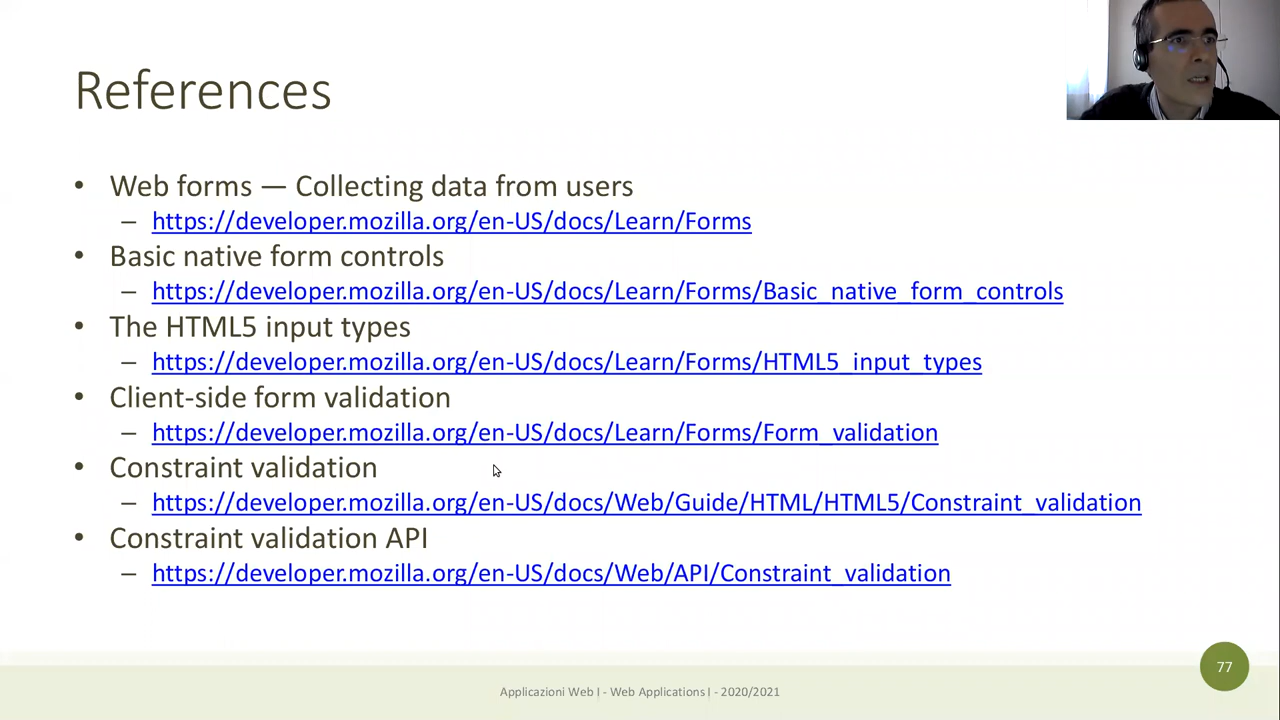 References
• Web forms — Collecting data from users
– https://developer.mozilla.org/en-US/docs/Learn/Forms
• Basic native form controls
– https://developer.mozilla.org/en-US/docs/Learn/Forms/Basic_native_form_controls
• The HTML5 input types
– https://developer.mozilla.org/en-US/docs/Learn/Forms/HTML5_input_types
• Client-side form validation
– https://developer.mozilla.org/en-US/docs/Learn/Forms/Form_validation
• Constraint validation
– https://developer.mozilla.org/en-US/docs/Web/Guide/HTML/HTML5/Constraint_validation
• Constraint validation API
– https://developer.mozilla.org/en-US/docs/Web/API/Constraint_validation
77
Applicazioni Web I - Web Applications I - 2020/2021